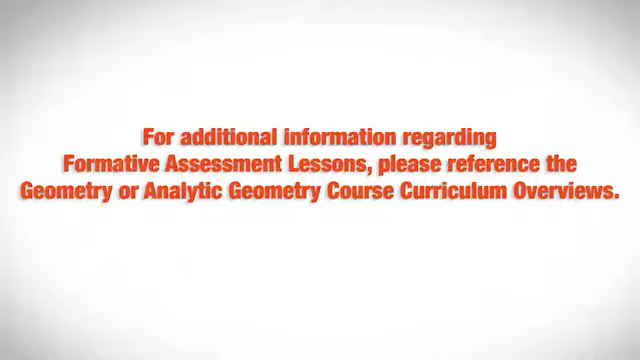 For additional information regarding
Formative Assessment Lessons, please reference the
Geometry or Analytic Geometry Course Curriculum Overviews.